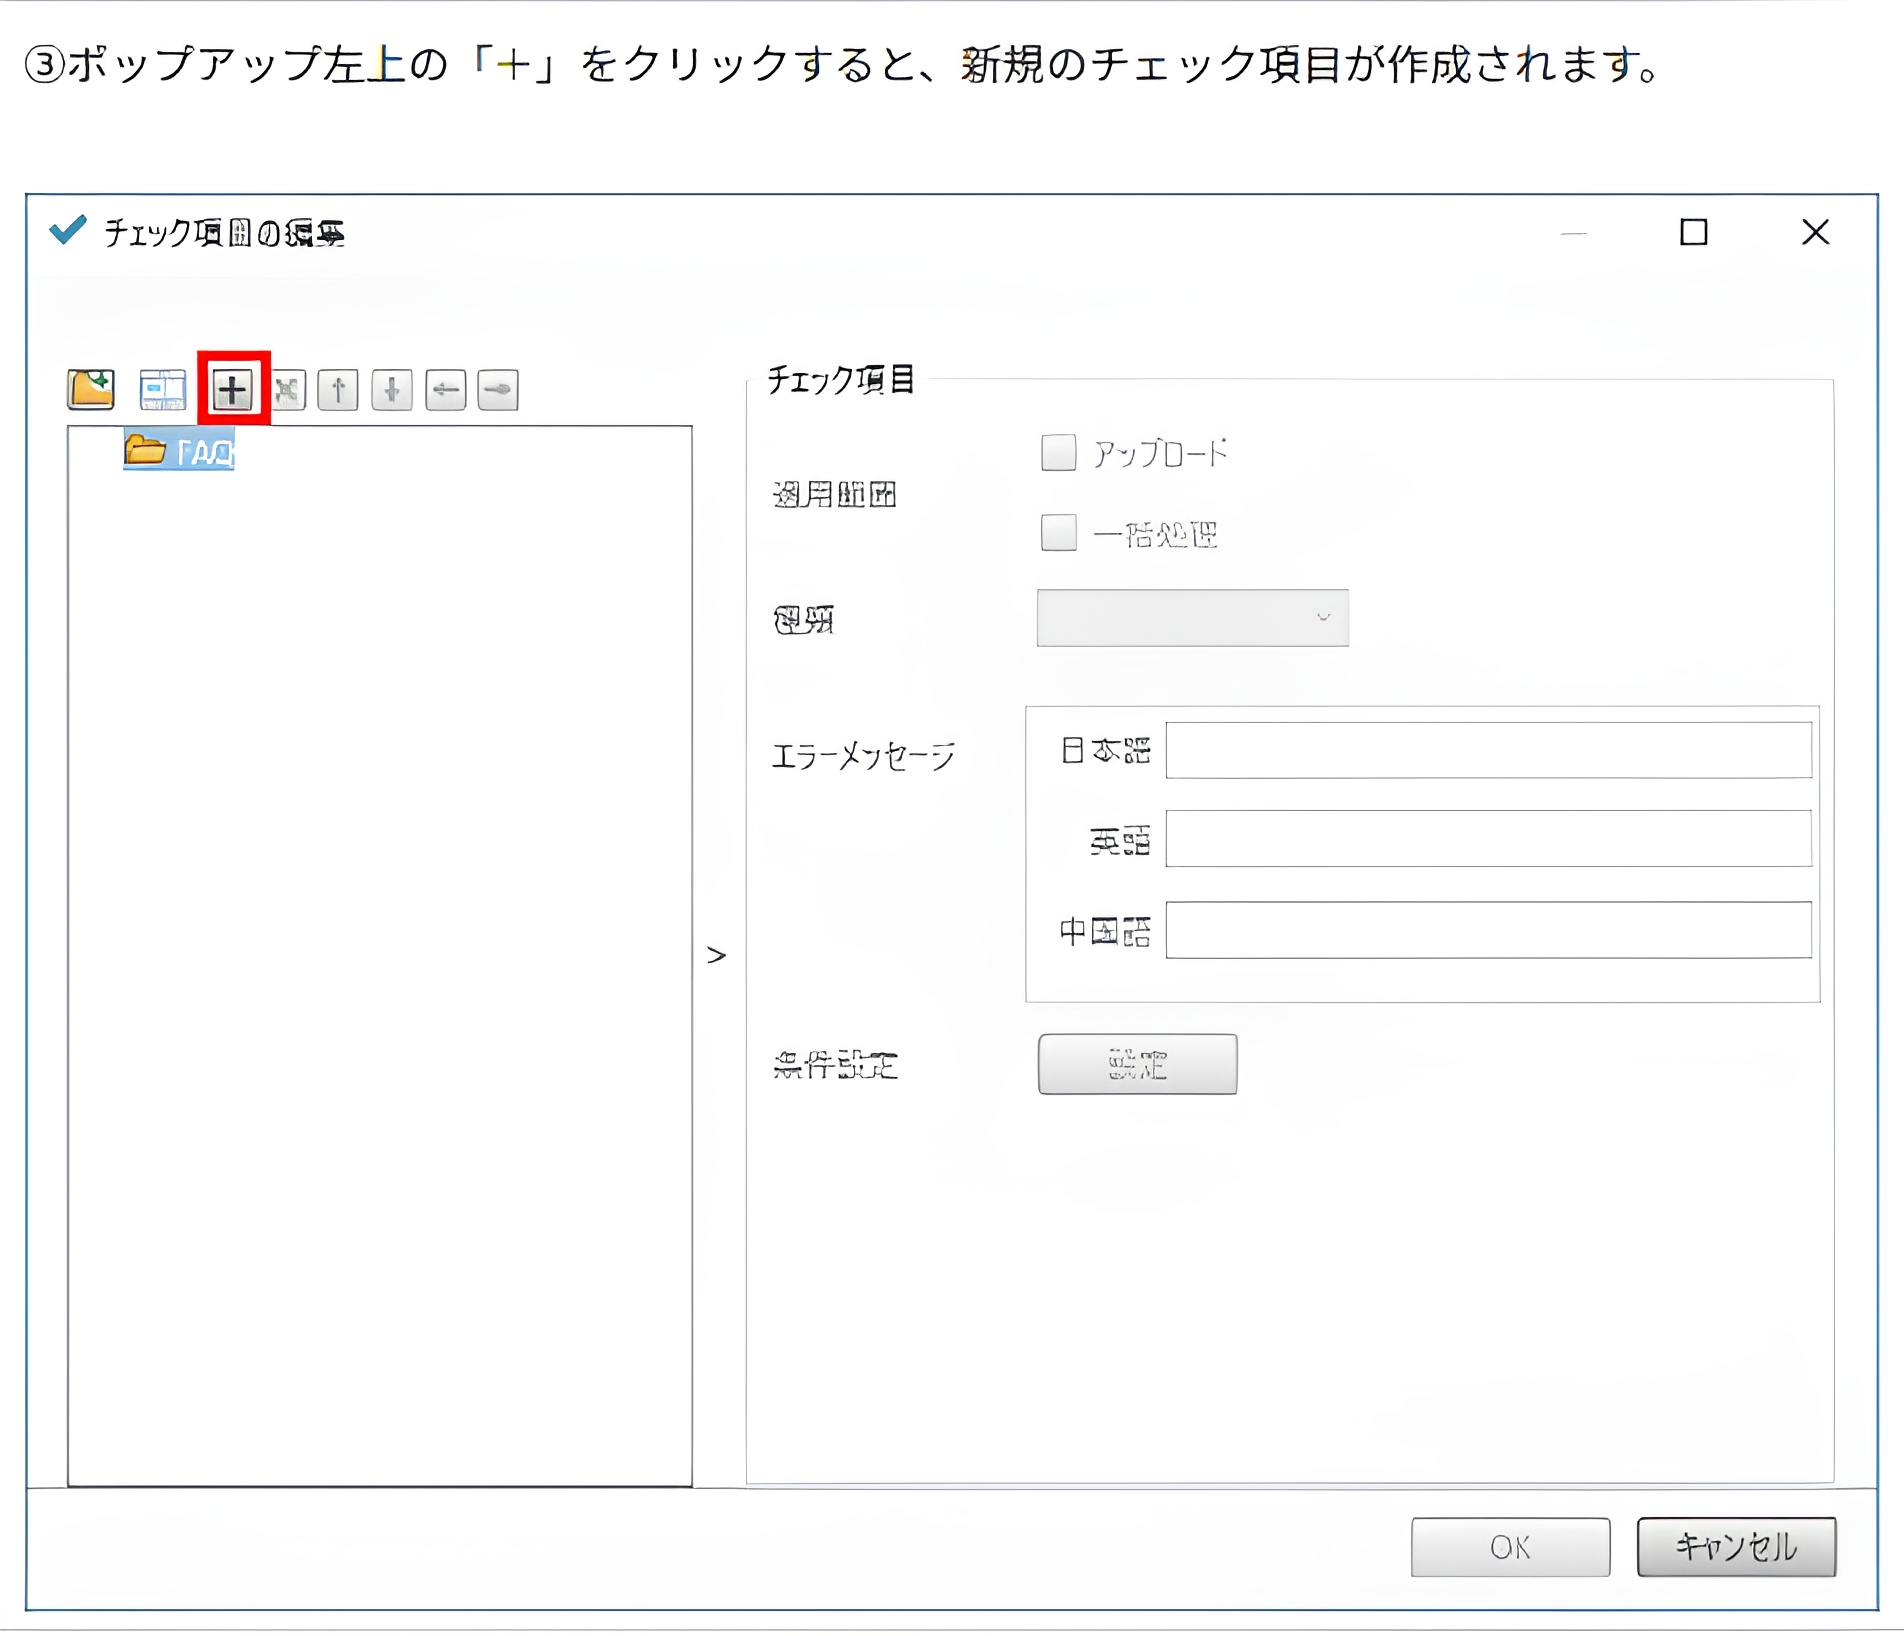 ③ポップアップ左上の「＋」をクリックすると、新規のチェック項目が作成されます。
チェック項目の編集
FAQ
チェック項目
適用範囲
アップロード
一括処理
種類
エラーメッセージ
日本語
英語
中国語
>
条件設定
設定
OK
キャンセル